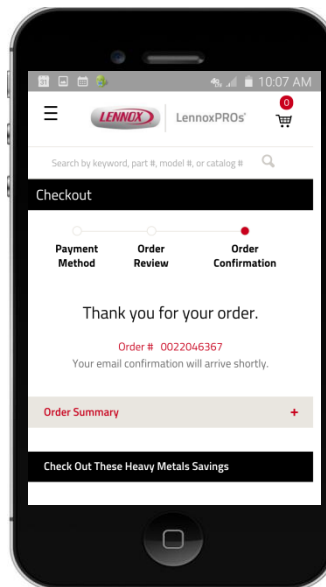 31
10:07 AM
0
LENNOX
LennoxPROs'
Search by keyword, part #, model #, or catalog #
Checkout
Payment Method
Order Review
Order Confirmation
Thank you for your order.
Order # 0022046367
Your email confirmation will arrive shortly.
Order Summary +
Check Out These Heavy Metals Savings